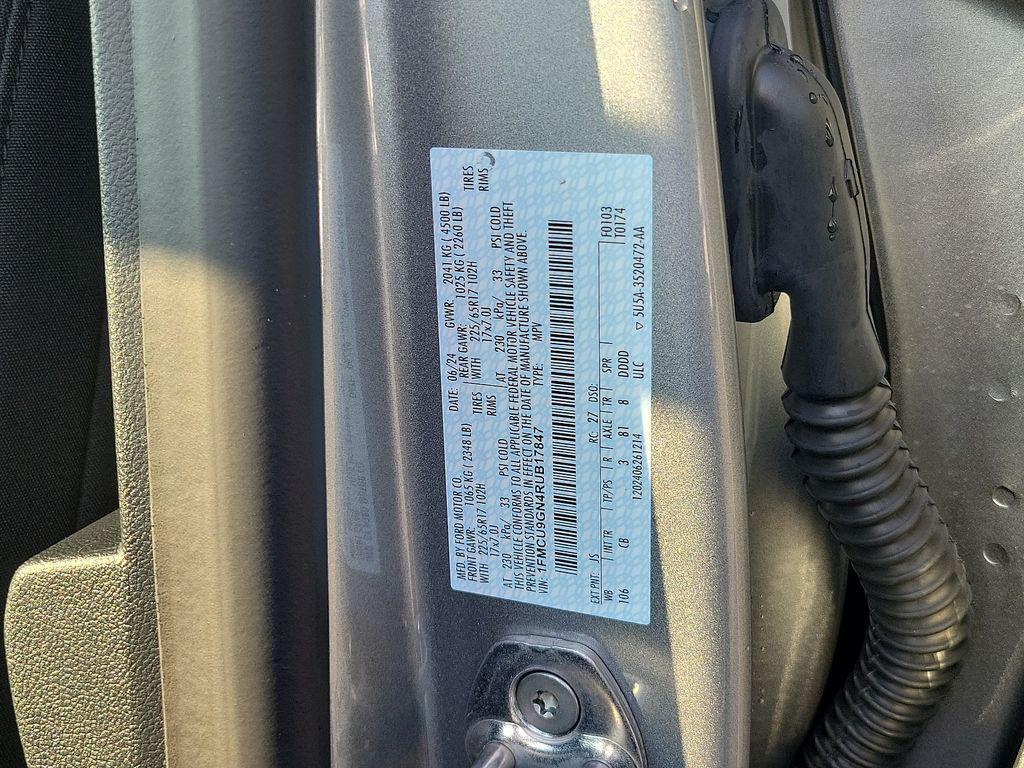 MFD. BY FORD MOTOR CO.
DATE: 06/24 GVWR: 2041 KG ( 4500 LB)
FRONT GAWR: 1065 KG ( 2348 LB) REAR GAWR: 1025 KG ( 2260 LB)
WITH 225/65R17 102H TIRES WITH 225/65R17 102H TIRES
17x7.0J RIMS 17x7.0J RIMS
AT 230 kPa/ 33 PSI COLD AT 230 kPa/ 33 PSI COLD
THIS VEHICLE CONFORMS TO ALL APPLICABLE FEDERAL MOTOR VEHICLE SAFETY AND THEFT
PREVENTION STANDARDS IN EFFECT ON THE DATE OF MANUFACTURE SHOWN ABOVE.
VIN: 1FMCU9GN4RUB17847 TYPE: MPV
EXT PNT: JS RC: 27 DSO: F0103
WB INT TR TP/PS R AXLE TR SPR T0174
106 CB 3 81 8 DDDD
1202406261214 ULC ▽ 5U5A-3520472-AA